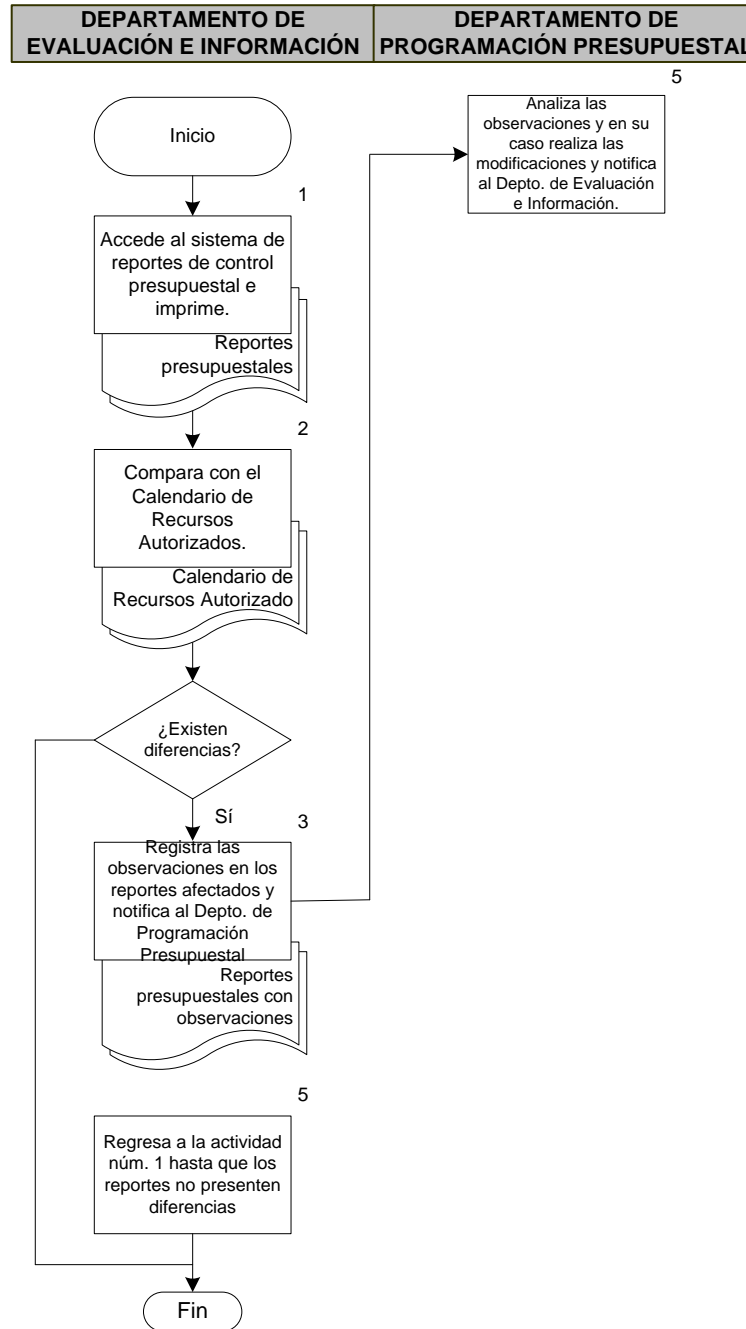 DEPARTAMENTO DE
EVALUACIÓN E INFORMACIÓN
DEPARTAMENTO DE
PROGRAMACIÓN PRESUPUESTAL
Inicio
1
Accede al sistema de
reportes de control
presupuestal e
imprime.
Reportes
presupuestales
2
Compara con el
Calendario de
Recursos
Autorizados.
Calendario de
Recursos Autorizado
¿Existen
diferencias?
Sí
3
Registra las
observaciones en los
reportes afectados y
notifica al Depto. de
Programación
Presupuestal
Reportes
presupuestales con
observaciones
5
Analiza las
observaciones y en su
caso realiza las
modificaciones y notifica
al Depto. de Evaluación
e Información.
5
Regresa a la actividad
núm. 1 hasta que los
reportes no presenten
diferencias
Fin